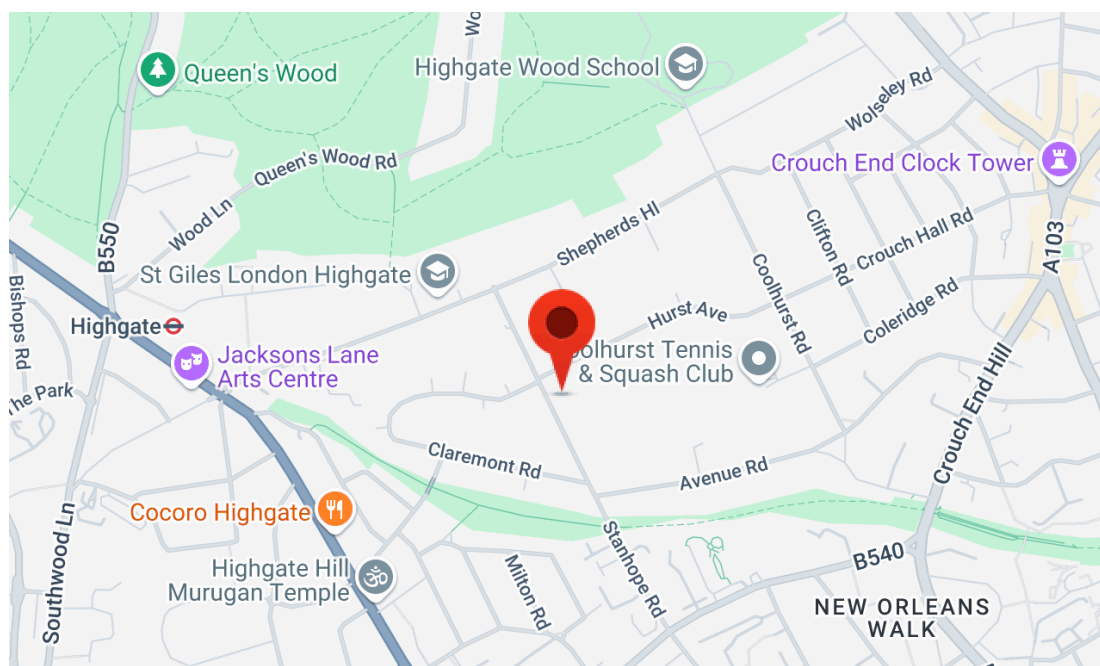 Wo
Highgate Wood School
Queen's Wood
Wolseley Rd
Crouch End Clock Tower
Queen's Wood Rd
Wood Ln
B550
Shepherds Hl
Clifton Rd
Crouch Hall Rd
A103
St Giles London Highgate
Coolhurst Rd
Coleridge Rd
Bishops Rd
Highgate
Hurst Ave
Jacksons Lane
Arts Centre
olhurst Tennis
& Squash Club
The Park
Crouch End Hill
Claremont Rd
Avenue Rd
Cocoro Highgate
Southwood Ln
Stanhope Rd
B540
Highgate Hill
Murugan Temple
Milton Rd
NEW ORLEANS
WALK